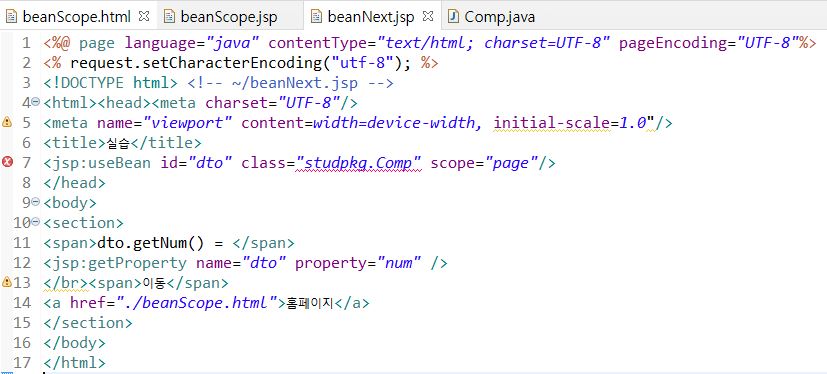 beanScope.html beanScope.jsp beanNext.jsp Comp.java
1 <%@ page language="java" contentType="text/html; charset=UTF-8" pageEncoding="UTF-8"%>
2 <% request.setCharacterEncoding("utf-8"); %>
3 <!DOCTYPE html> <!-- ~/beanNext.jsp -->
4 <html><head><meta charset="UTF-8"/>
5 <meta name="viewport" content=width=device-width, initial-scale=1.0"/>
6 <title>실습</title>
7 <jsp:useBean id="dto" class="studpkg.Comp" scope="page"/>
8 </head>
9 <body>
10 <section>
11 <span>dto.getNum() = </span>
12 <jsp:getProperty name="dto" property="num" />
13 </br><span>이동</span>
14 <a href="./beanScope.html">홈페이지</a>
15 </section>
16 </body>
17 </html>